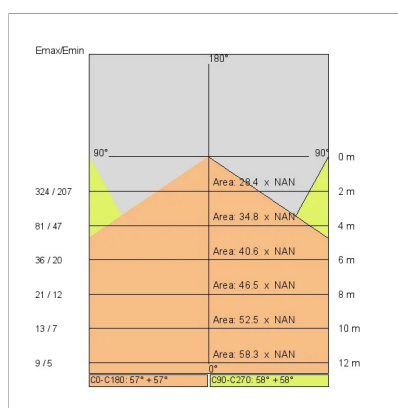 Emax/Emin
180°
90° 90° 0 m
Area: 28.4 x NAN
324 / 207 2 m
Area: 34.8 x NAN
81 / 47 4 m
Area: 40.6 x NAN
36 / 20 6 m
Area: 46.5 x NAN
21 / 12 8 m
Area: 52.5 x NAN
13 / 7 10 m
Area: 58.3 x NAN
9 / 5 12 m
0°
C0-C180: 57° + 57° C90-C270: 58° + 58°